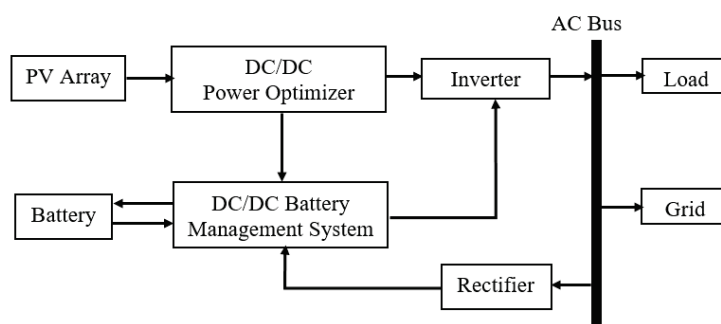 AC Bus
PV Array
DC/DC
Power Optimizer
Inverter
Load
Battery
DC/DC Battery
Management System
Grid
Rectifier